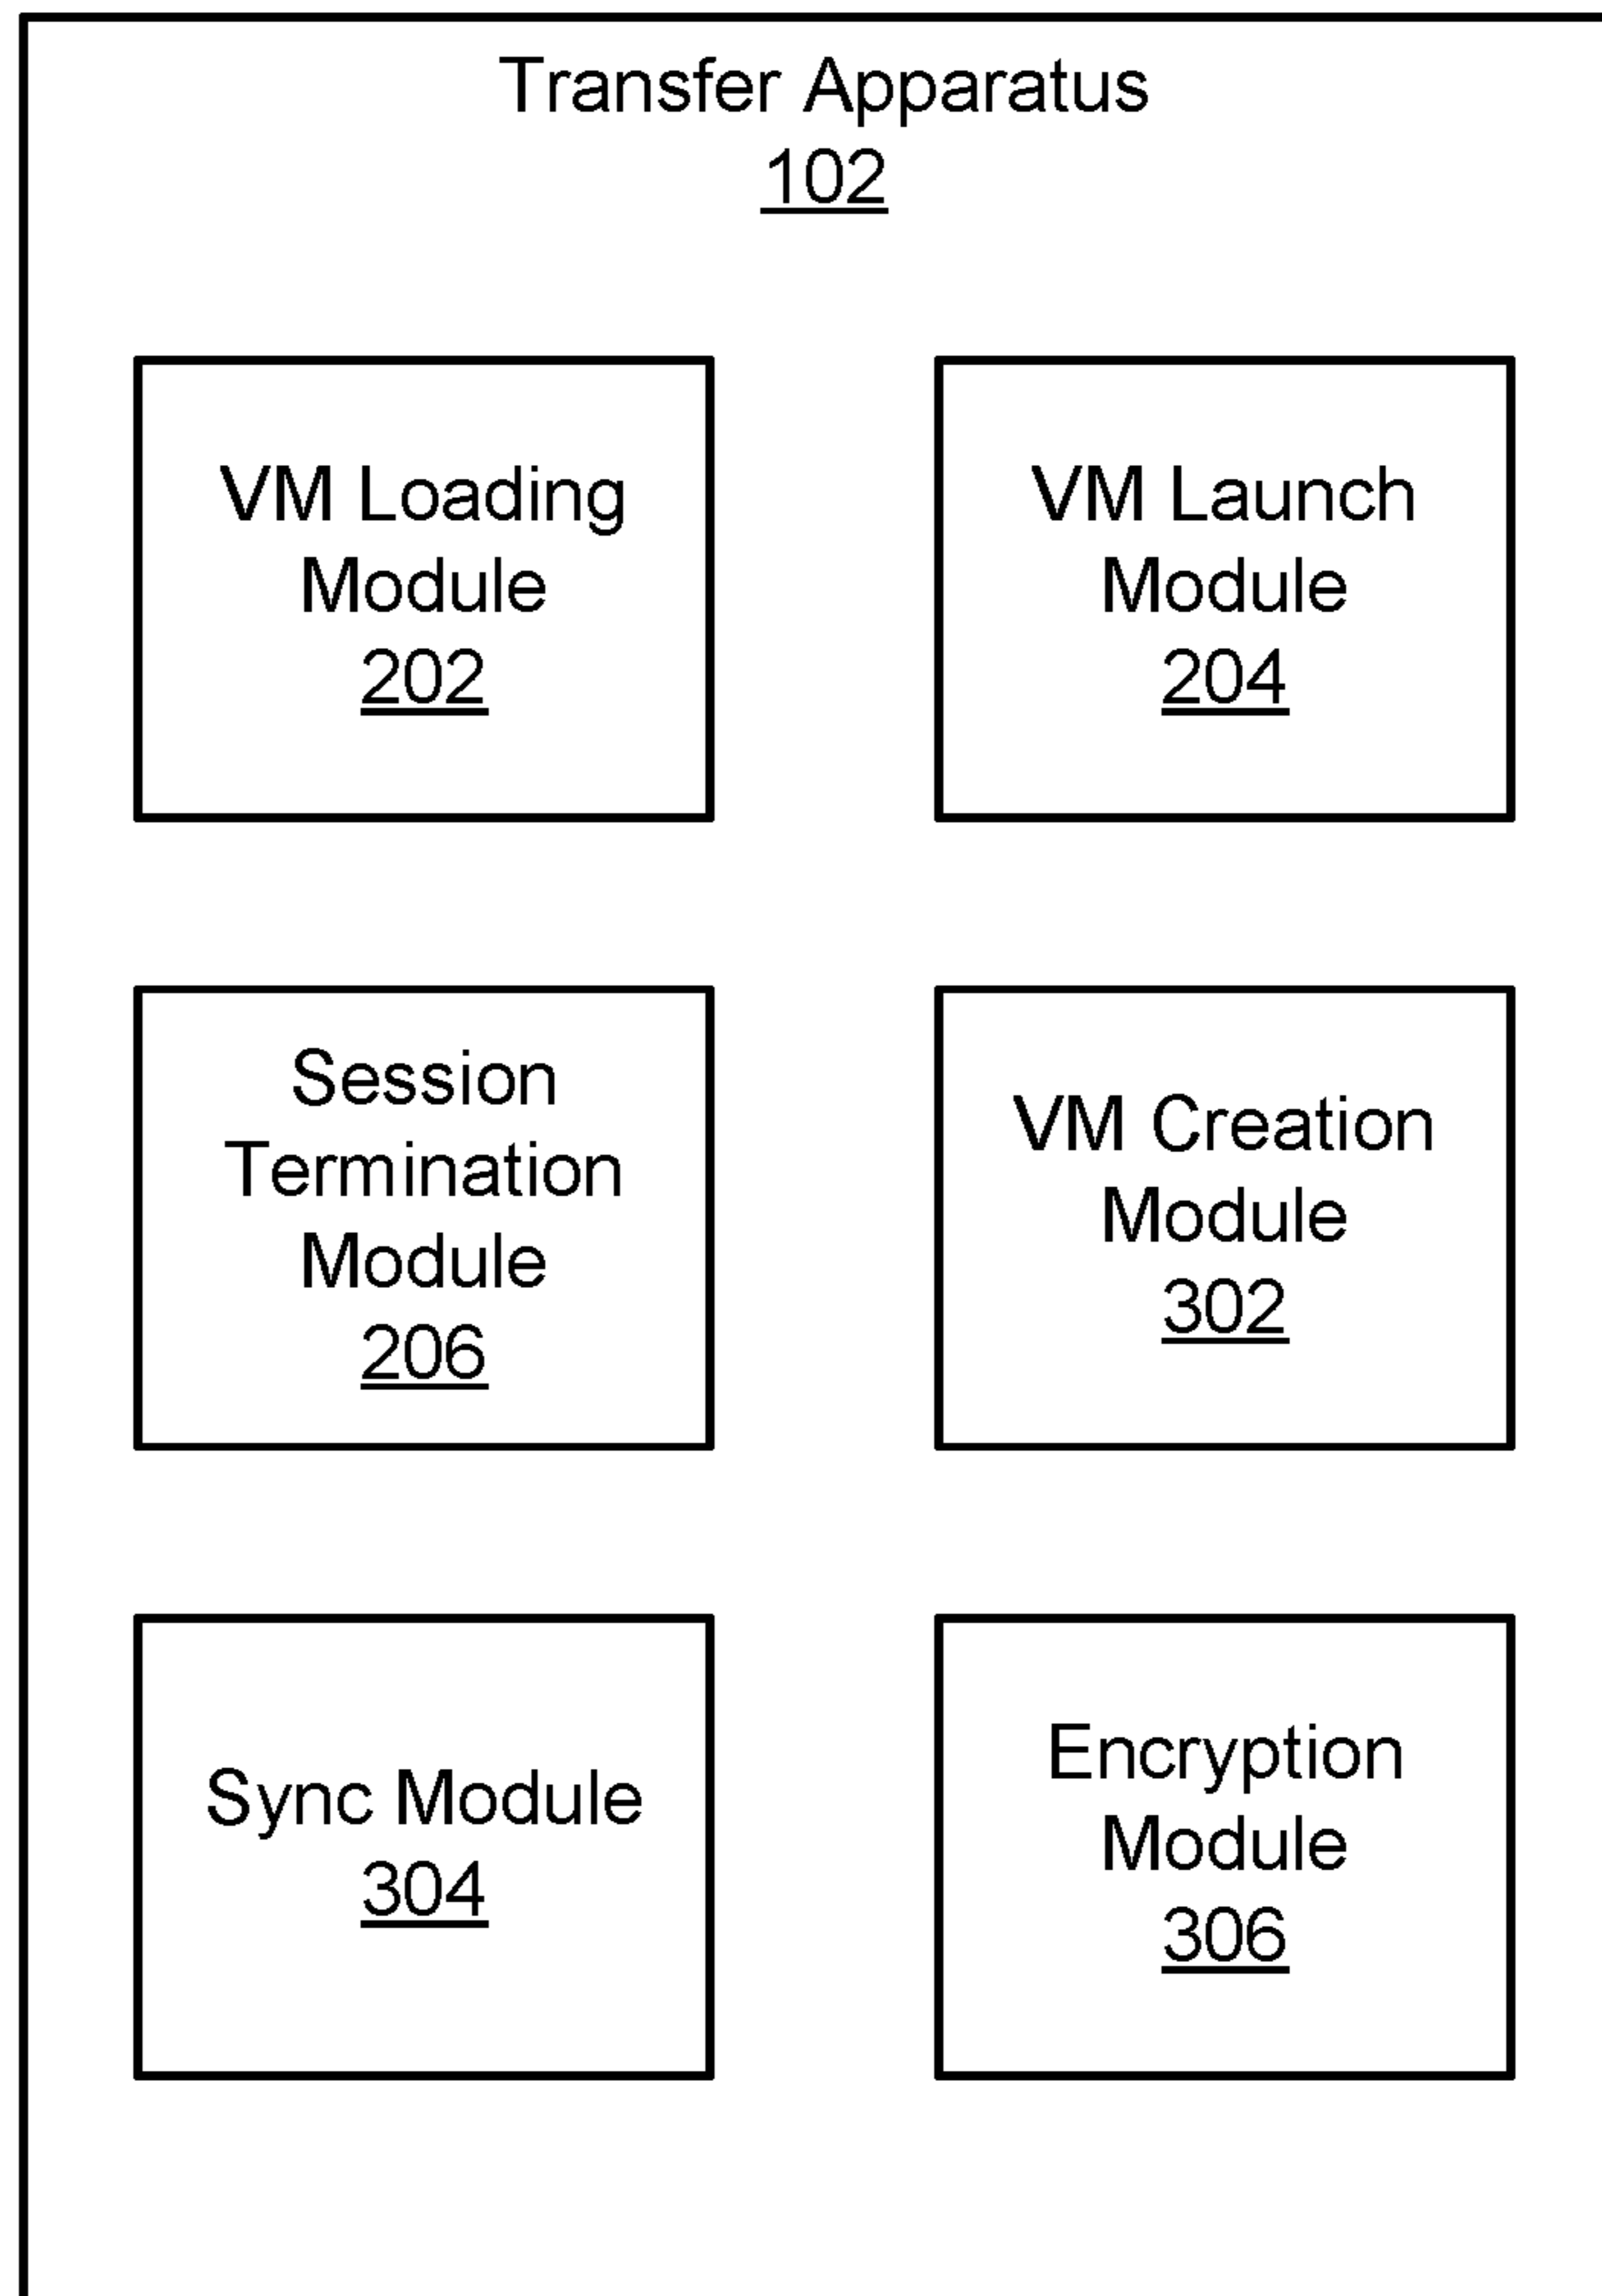 Transfer Apparatus
102
VM Loading
Module
202
VM Launch
Module
204
Session
Termination
Module
206
VM Creation
Module
302
Sync Module
304
Encryption
Module
306